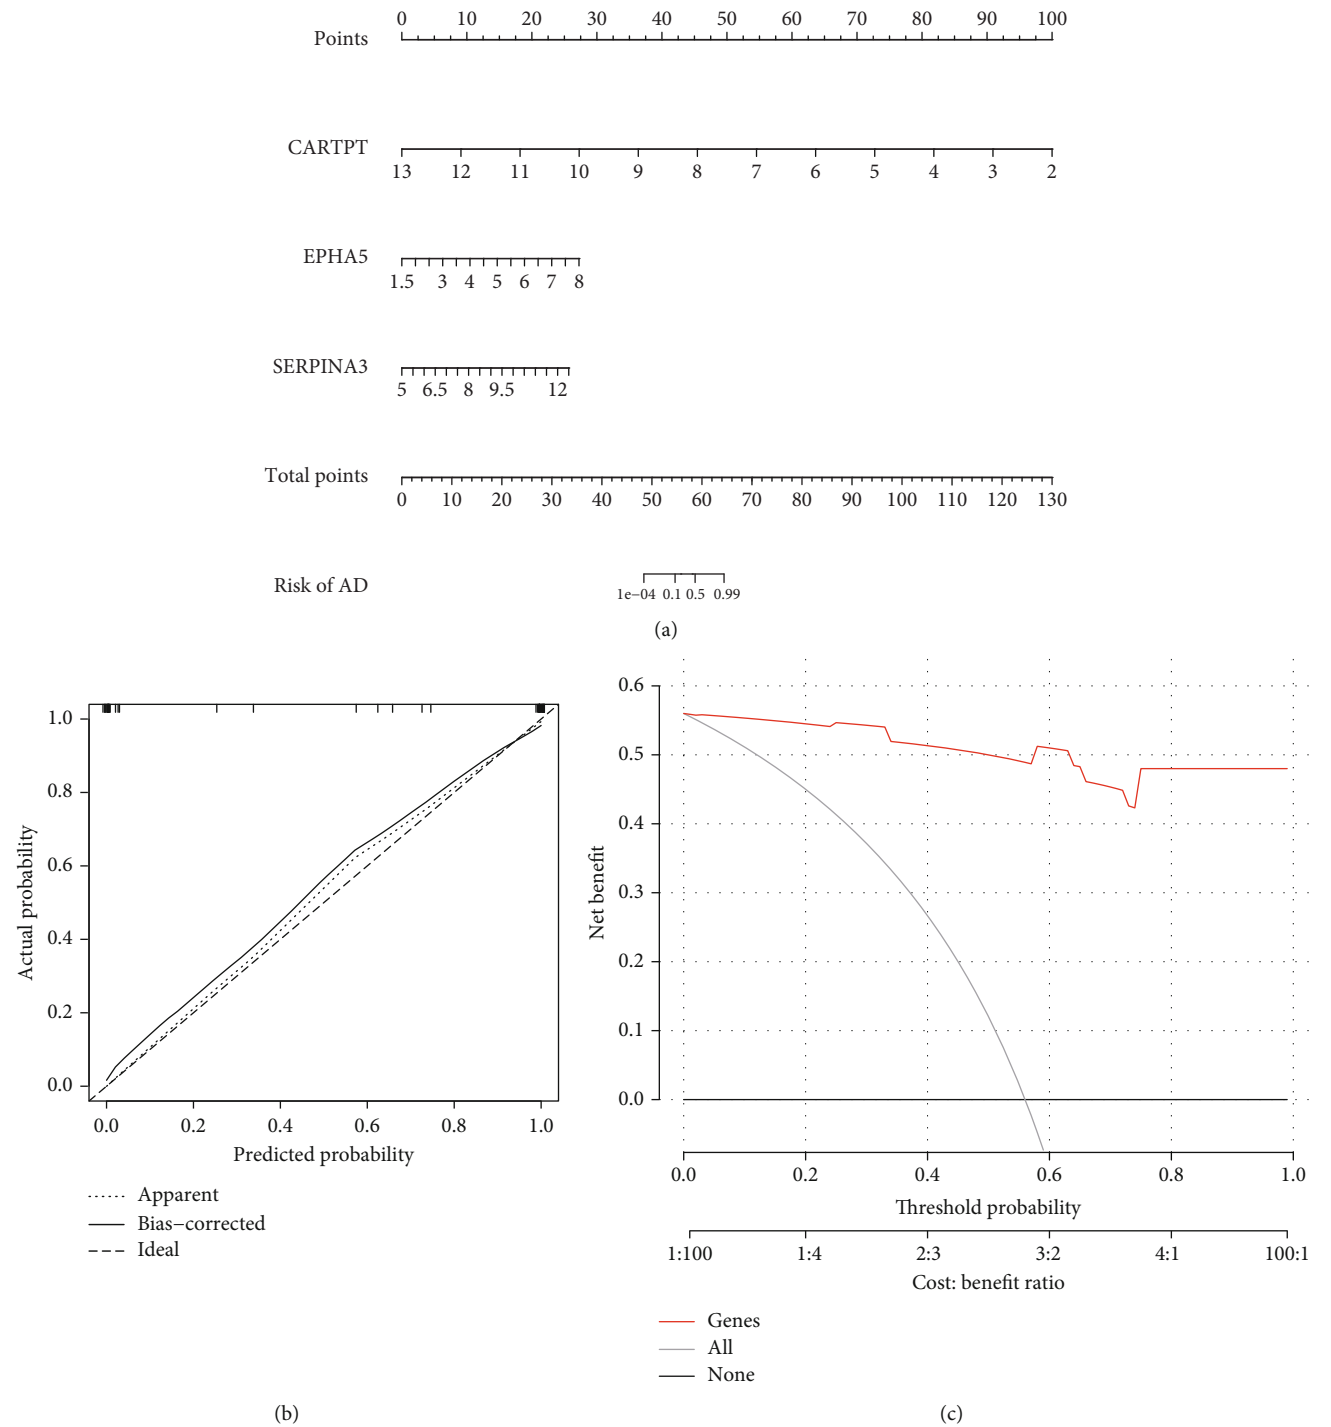 0 10 20 30 40 50 60 70 80 90 100
Points
CARTPT
13 12 11 10 9 8 7 6 5 4 3 2
EPHA5
1.5 3 4 5 6 7 8
SERPINA3
5 6.5 8 9.5 12
Total points
0 10 20 30 40 50 60 70 80 90 100 110 120 130
Risk of AD
1e−04 0.1 0.5 0.99
(a)
1.0
0.8
0.6
0.4
0.2
0.0
Actual probability
0.0 0.2 0.4 0.6 0.8 1.0
Predicted probability
Apparent
Bias−corrected
Ideal
(b)
0.6
0.5
0.4
0.3
0.2
0.1
0.0
Net benefit
0.0 0.2 0.4 0.6 0.8 1.0
Threshold probability
1:100 1:4 2:3 3:2 4:1 100:1
Cost: benefit ratio
Genes
All
None
(c)